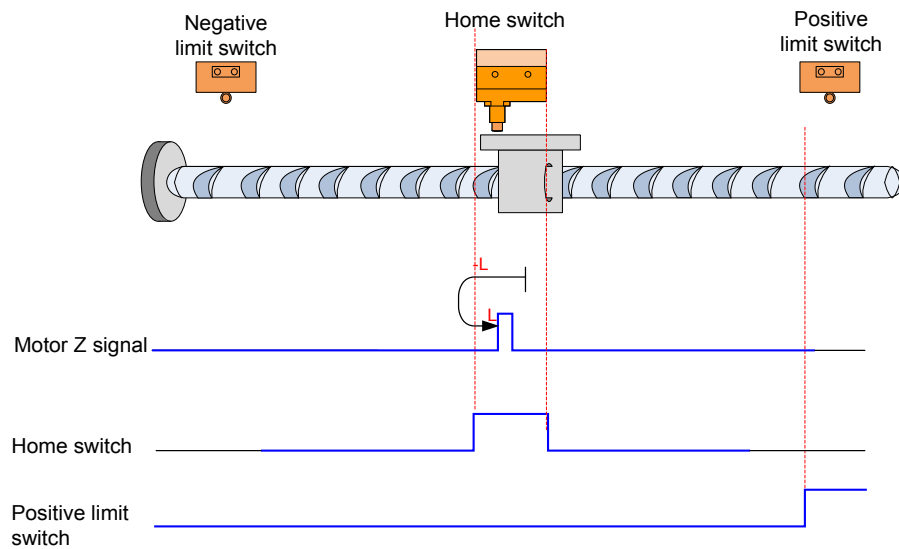 Negative
limit switch
Home switch
Positive
limit switch
-L
L
Motor Z signal
Home switch
Positive limit
switch